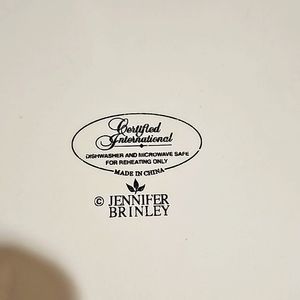 Certified
International
DISHWASHER AND MICROWAVE SAFE
FOR REHEATING ONLY
MADE IN CHINA
© JENNIFER
BRINLEY